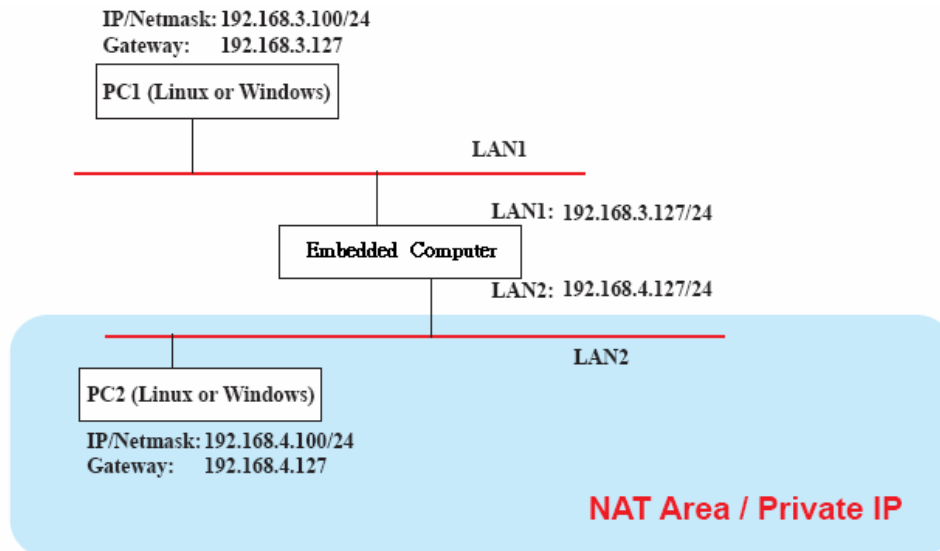 IP/Netmask: 192.168.3.100/24
Gateway: 192.168.3.127
PC1 (Linux or Windows)
LAN1
LAN1: 192.168.3.127/24
Embedded Computer
LAN2: 192.168.4.127/24
LAN2
PC2 (Linux or Windows)
IP/Netmask: 192.168.4.100/24
Gateway: 192.168.4.127
NAT Area / Private IP